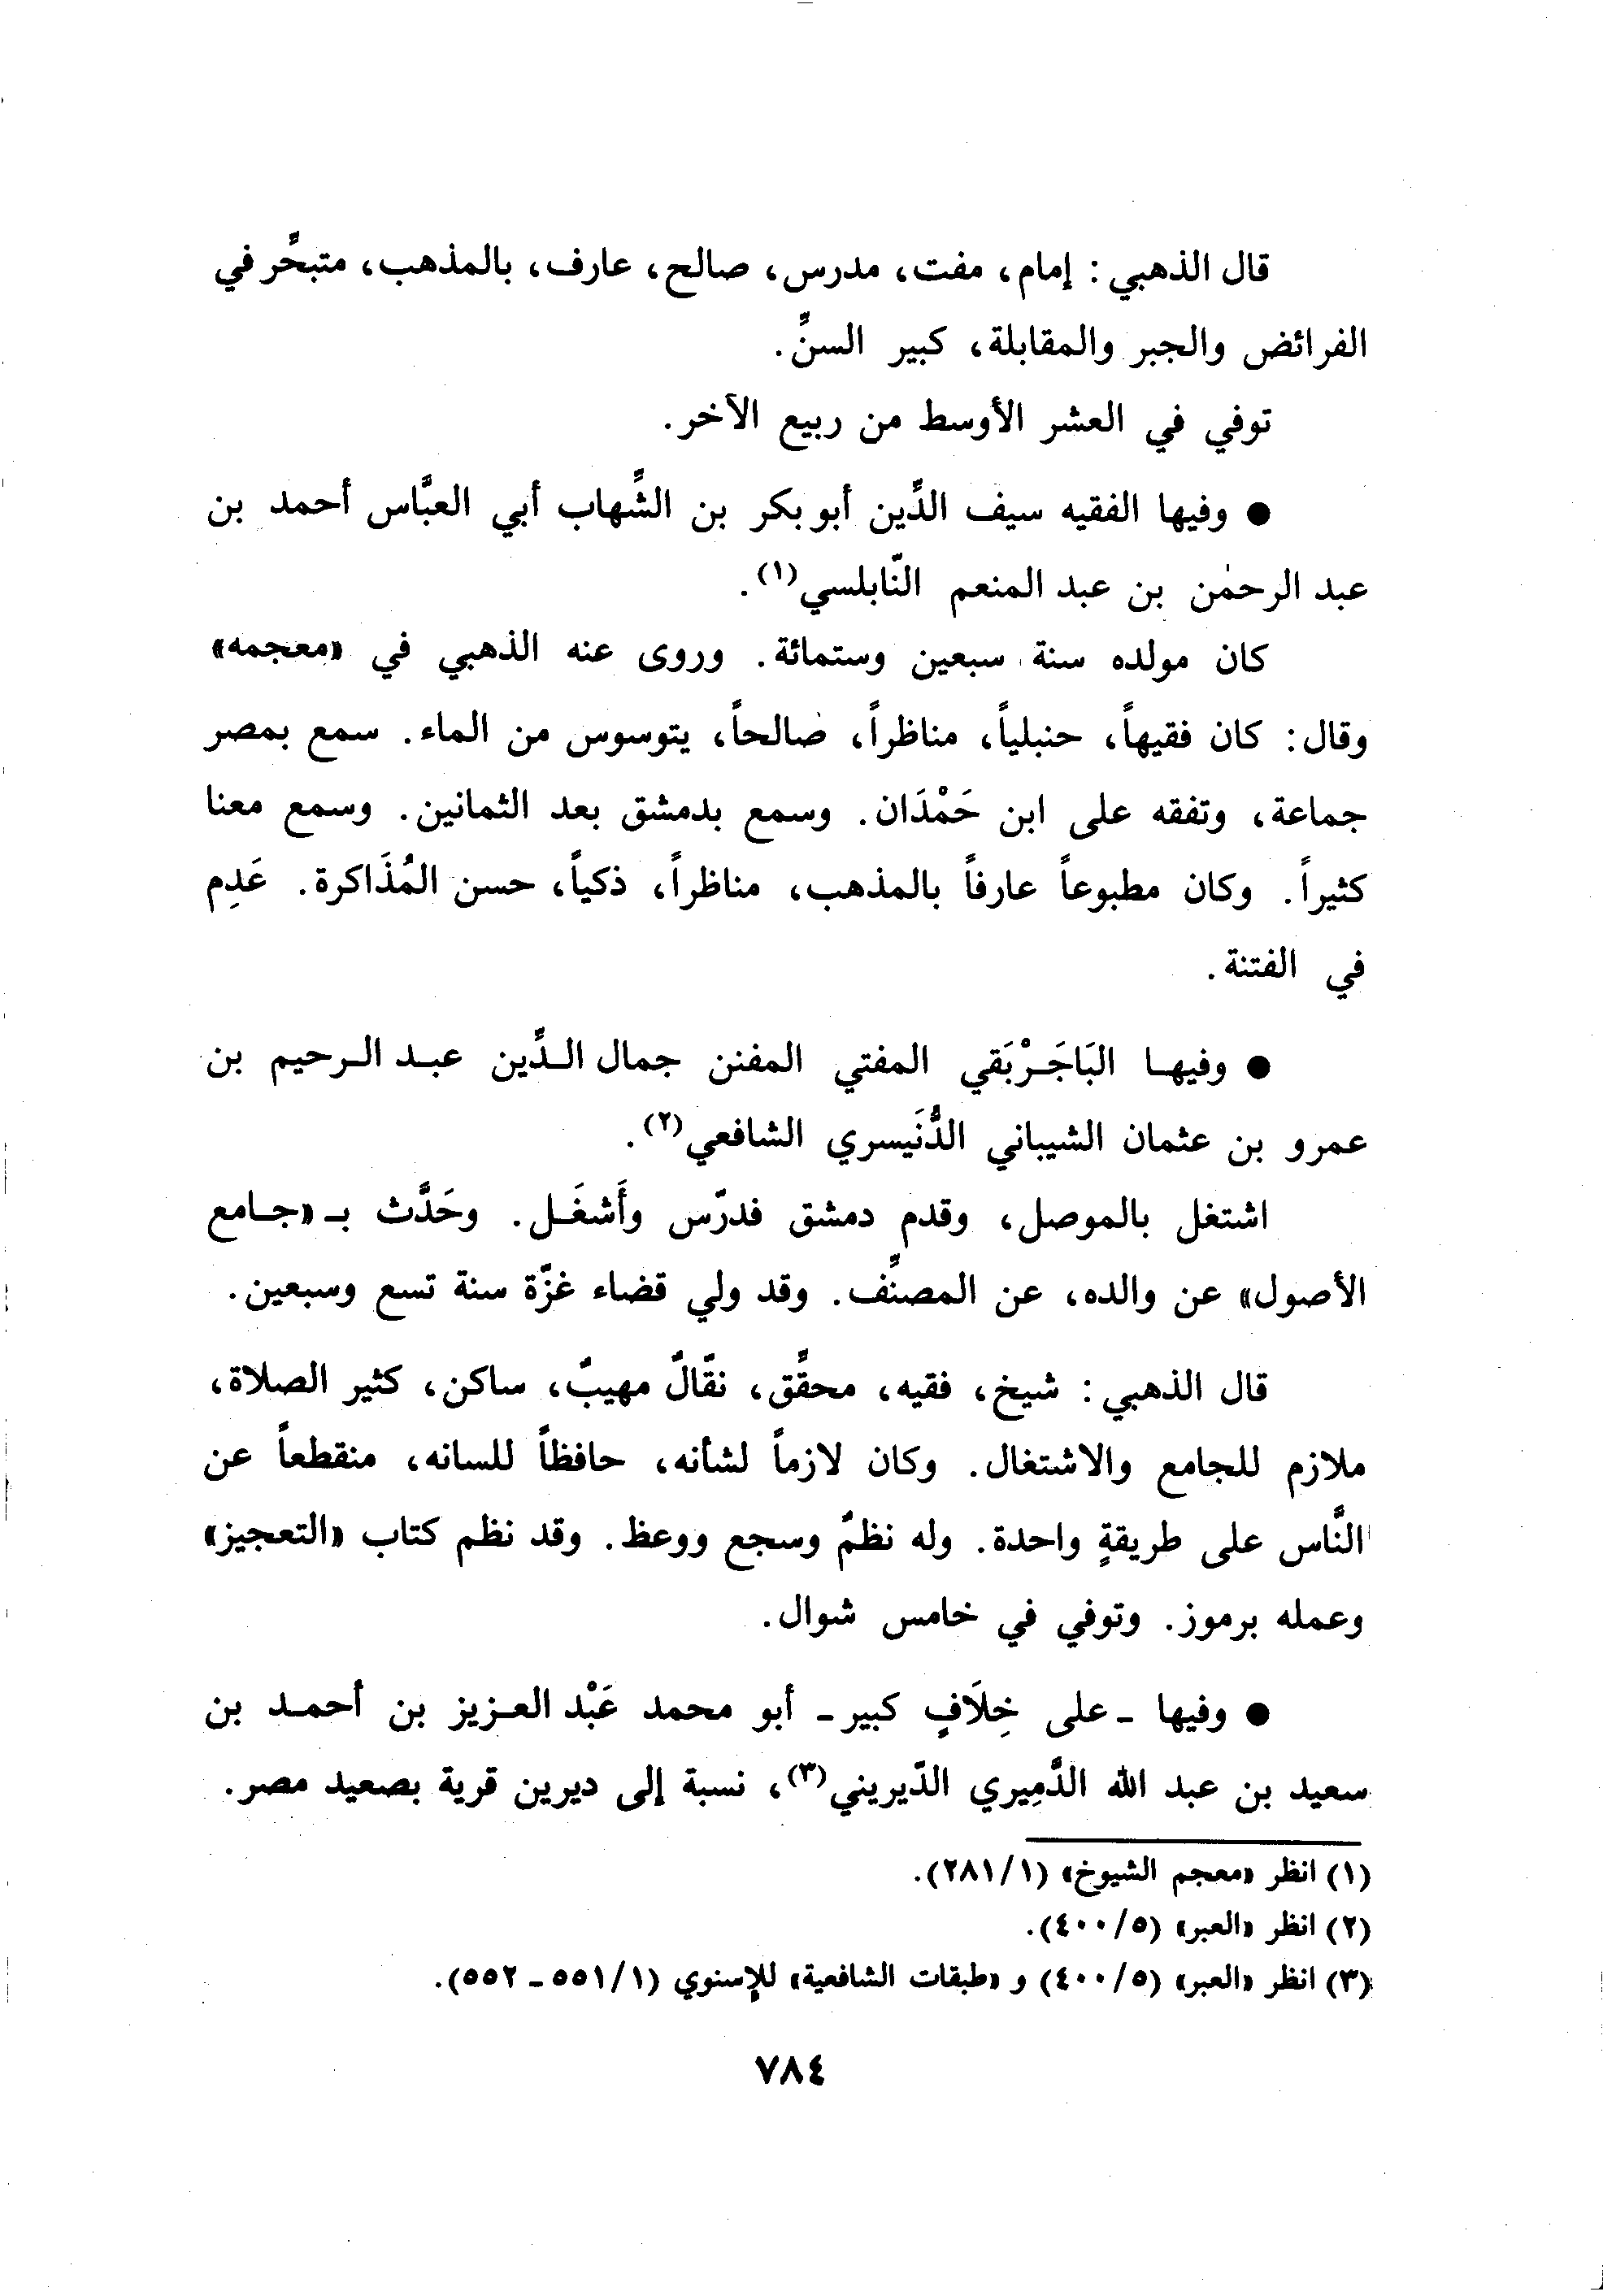 قال الذهبي: إمام، مفت، مدرس، صالح، عارف، بالمذهب، متبحِّر في
الفرائض والجبر والمقابلة، كبير السنِّ.
توفي في العشر الأوسط من ربيع الآخر.
● وفيها الفقيه سيف الدِّين أبو بكر بن الشِّهاب أبي العبَّاس أحمد بن
عبد الرحمٰن بن عبد المنعم النّابلسي(١).
كان مولده سنة سبعين وستمائة. وروى عنه الذهبي في «معجمه»
وقال: كان فقيهاً، حنبلياً، مناظراً، صالحاً، يتوسوس من الماء. سمع بمصر
جماعة، وتفقه على ابن حَمْدَان. وسمع بدمشق بعد الثمانين. وسمع معنا
كثيراً. وكان مطبوعاً عارفاً بالمذهب، مناظراً، ذكياً، حسن المُذَاكرة. عَدِم
في الفتنة.
● وفيهـا البَاجَـرْبَقي المفتي المفنن جمال الـدِّين عبـد الـرحيم بن
عمرو بن عثمان الشيباني الدُّنَيسري الشافعي(٢).
اشتغل بالموصل، وقدم دمشق فدرّس وأَشغَـل. وحَدَّث بـ «جـامع
الأصول» عن والده، عن المصنِّف. وقد ولي قضاء غزّة سنة تسع وسبعين.
قال الذهبي: شيخ، فقيه، محقِّق، نقّالٌ مهيبٌ، ساكن، كثير الصلاة،
ملازم للجامع والاشتغال. وكان لازماً لشأنه، حافظاً للسانه، منقطعاً عن
النَّاس على طريقةٍ واحدة. وله نظمٌ وسجع ووعظ. وقد نظم كتاب «التعجيز»
وعمله برموز. وتوفي في خامس شوال.
● وفيها - على خِلَافٍ كبير - أبو محمد عَبْد العـزيز بن أحمـد بن
سعيد بن عبد الله الدَّمِيري الدّيريني(٣)، نسبة إلى ديرين قرية بصعيد مصر.
(١) انظر «معجم الشيوخ» (١/٢٨١).
(٢) انظر «العبر» (٥/٤٠٠).
(٣) انظر «العبر» (٥/٤٠٠) و «طبقات الشافعية» للإسنوي (١/٥٥١ - ٥٥٢).
٧٨٤